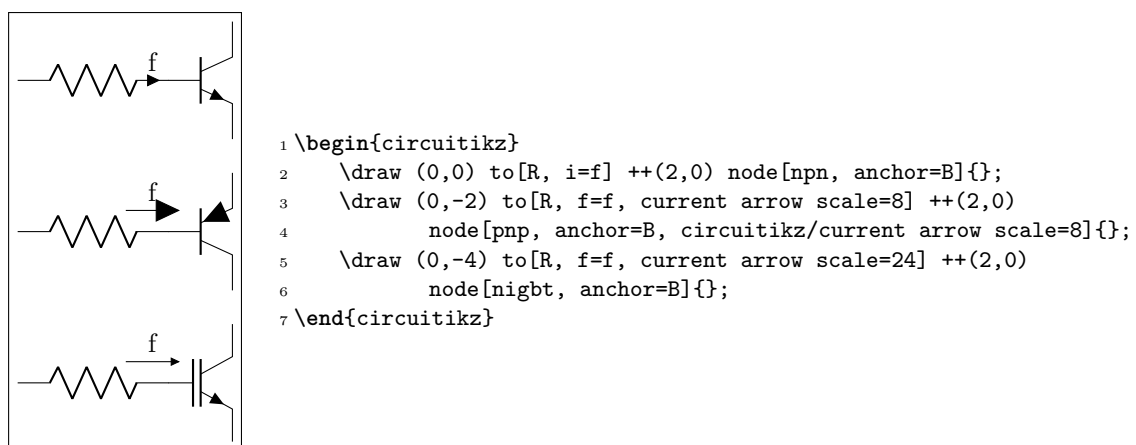 f
f
f
1 \begin{circuitikz}
2 \draw (0,0) to[R, i=f] ++(2,0) node[npn, anchor=B]{};
3 \draw (0,-2) to[R, f=f, current arrow scale=8] ++(2,0)
4 node[pnp, anchor=B, circuitikz/current arrow scale=8]{};
5 \draw (0,-4) to[R, f=f, current arrow scale=24] ++(2,0)
6 node[nigbt, anchor=B]{};
7 \end{circuitikz}